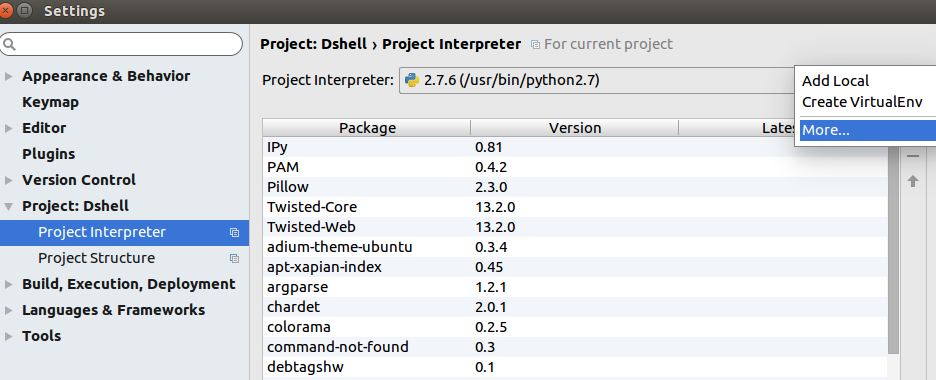 Settings
Project: Dshell › Project Interpreter For current project
Appearance & Behavior
Keymap
Editor
Plugins
Version Control
Project: Dshell
Project Interpreter
Project Structure
Build, Execution, Deployment
Languages & Frameworks
Tools
Project Interpreter: 2.7.6 (/usr/bin/python2.7)
Add Local
Create VirtualEnv
More...
Package Version Lates
IPy 0.81
PAM 0.4.2
Pillow 2.3.0
Twisted-Core 13.2.0
Twisted-Web 13.2.0
adium-theme-ubuntu 0.3.4
apt-xapian-index 0.45
argparse 1.2.1
chardet 2.0.1
colorama 0.2.5
command-not-found 0.3
debtagshw 0.1